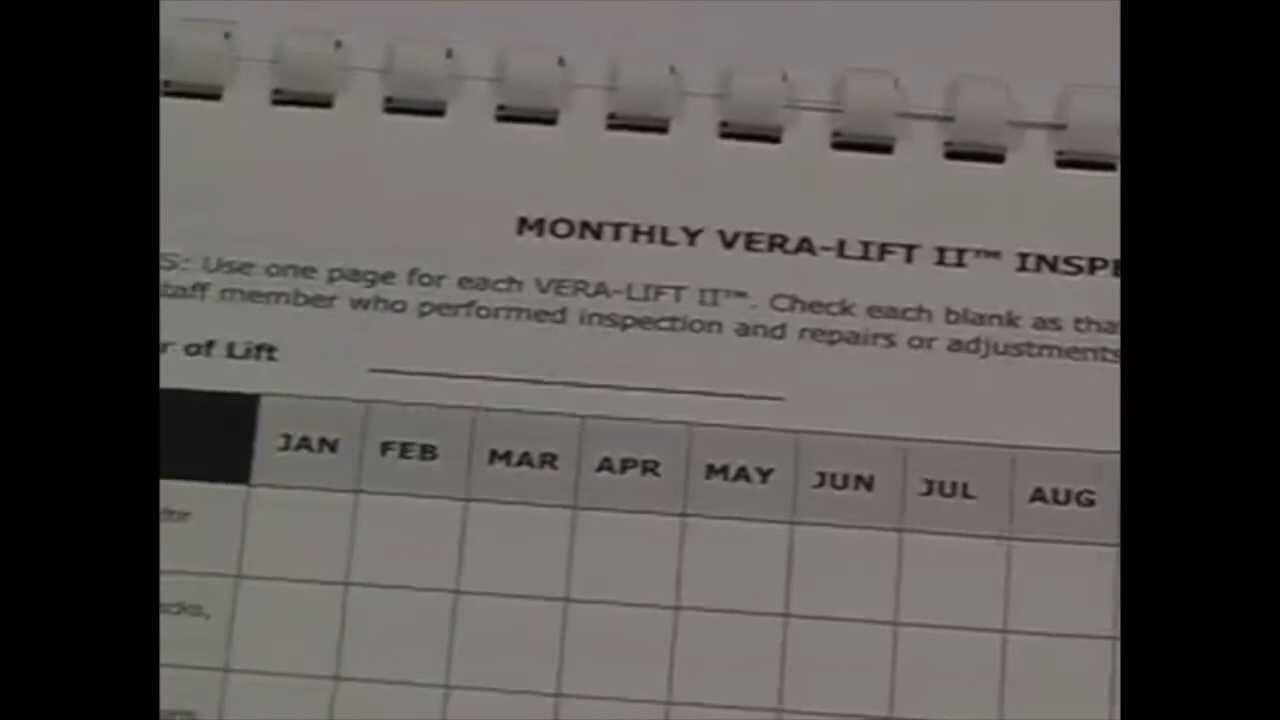 MONTHLY VERA-LIFT II™ INSPE
S: Use one page for each VERA-LIFT II™. Check each blank as tha
taff member who performed inspection and repairs or adjustments
r of Lift
JAN FEB MAR APR MAY JUN JUL AUG